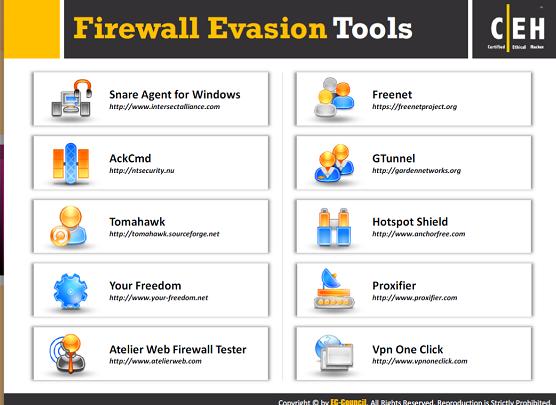 Firewall Evasion Tools
C|EH
Certified Ethical Hacker
Snare Agent for Windows
http://www.intersectalliance.com
AckCmd
http://ntsecurity.nu
Tomahawk
http://tomahawk.sourceforge.net
Your Freedom
http://www.your-freedom.net
Atelier Web Firewall Tester
http://www.atelierweb.com
Freenet
https://freenetproject.org
GTunnel
http://gardennetworks.org
Hotspot Shield
http://www.anchorfree.com
Proxifier
http://www.proxifier.com
Vpn One Click
http://www.vpnoneclick.com
Copyright © by EG-Council. All Rights Reserved. Reproduction is Strictly Prohibited.